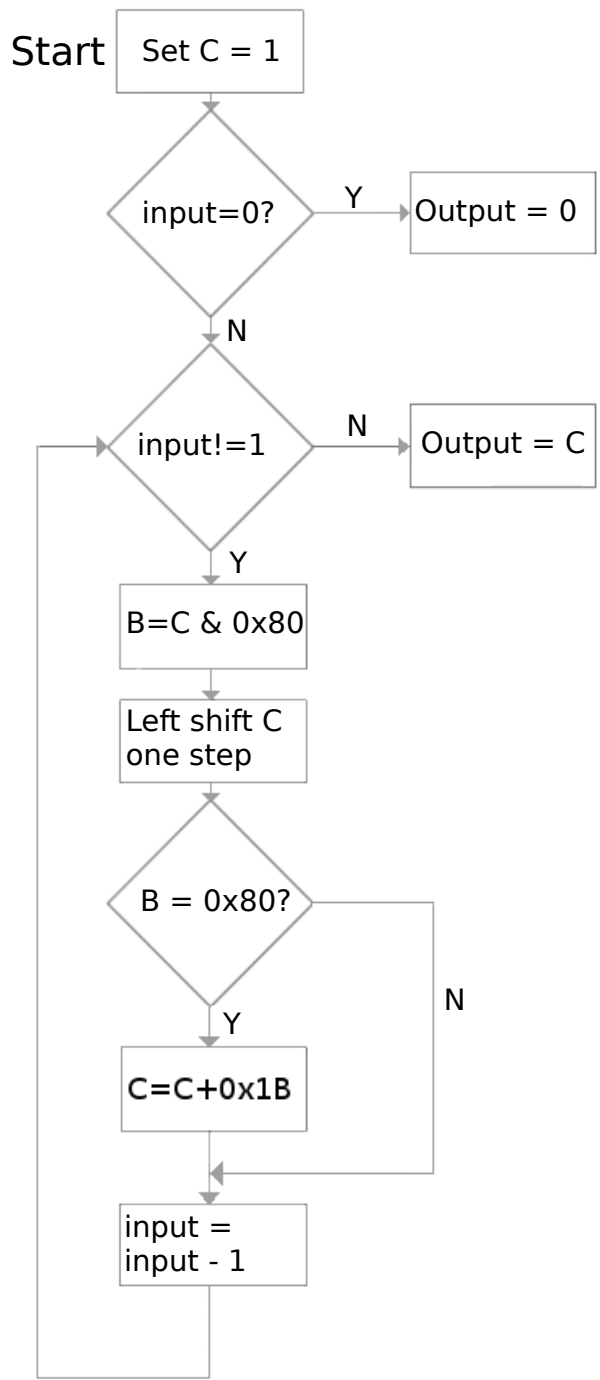 Start
Set C = 1
input=0?
Y
Output = 0
N
input!=1
N
Output = C
Y
B=C & 0x80
Left shift C
one step
B = 0x80?
N
Y
C=C+0x1B
input =
input - 1